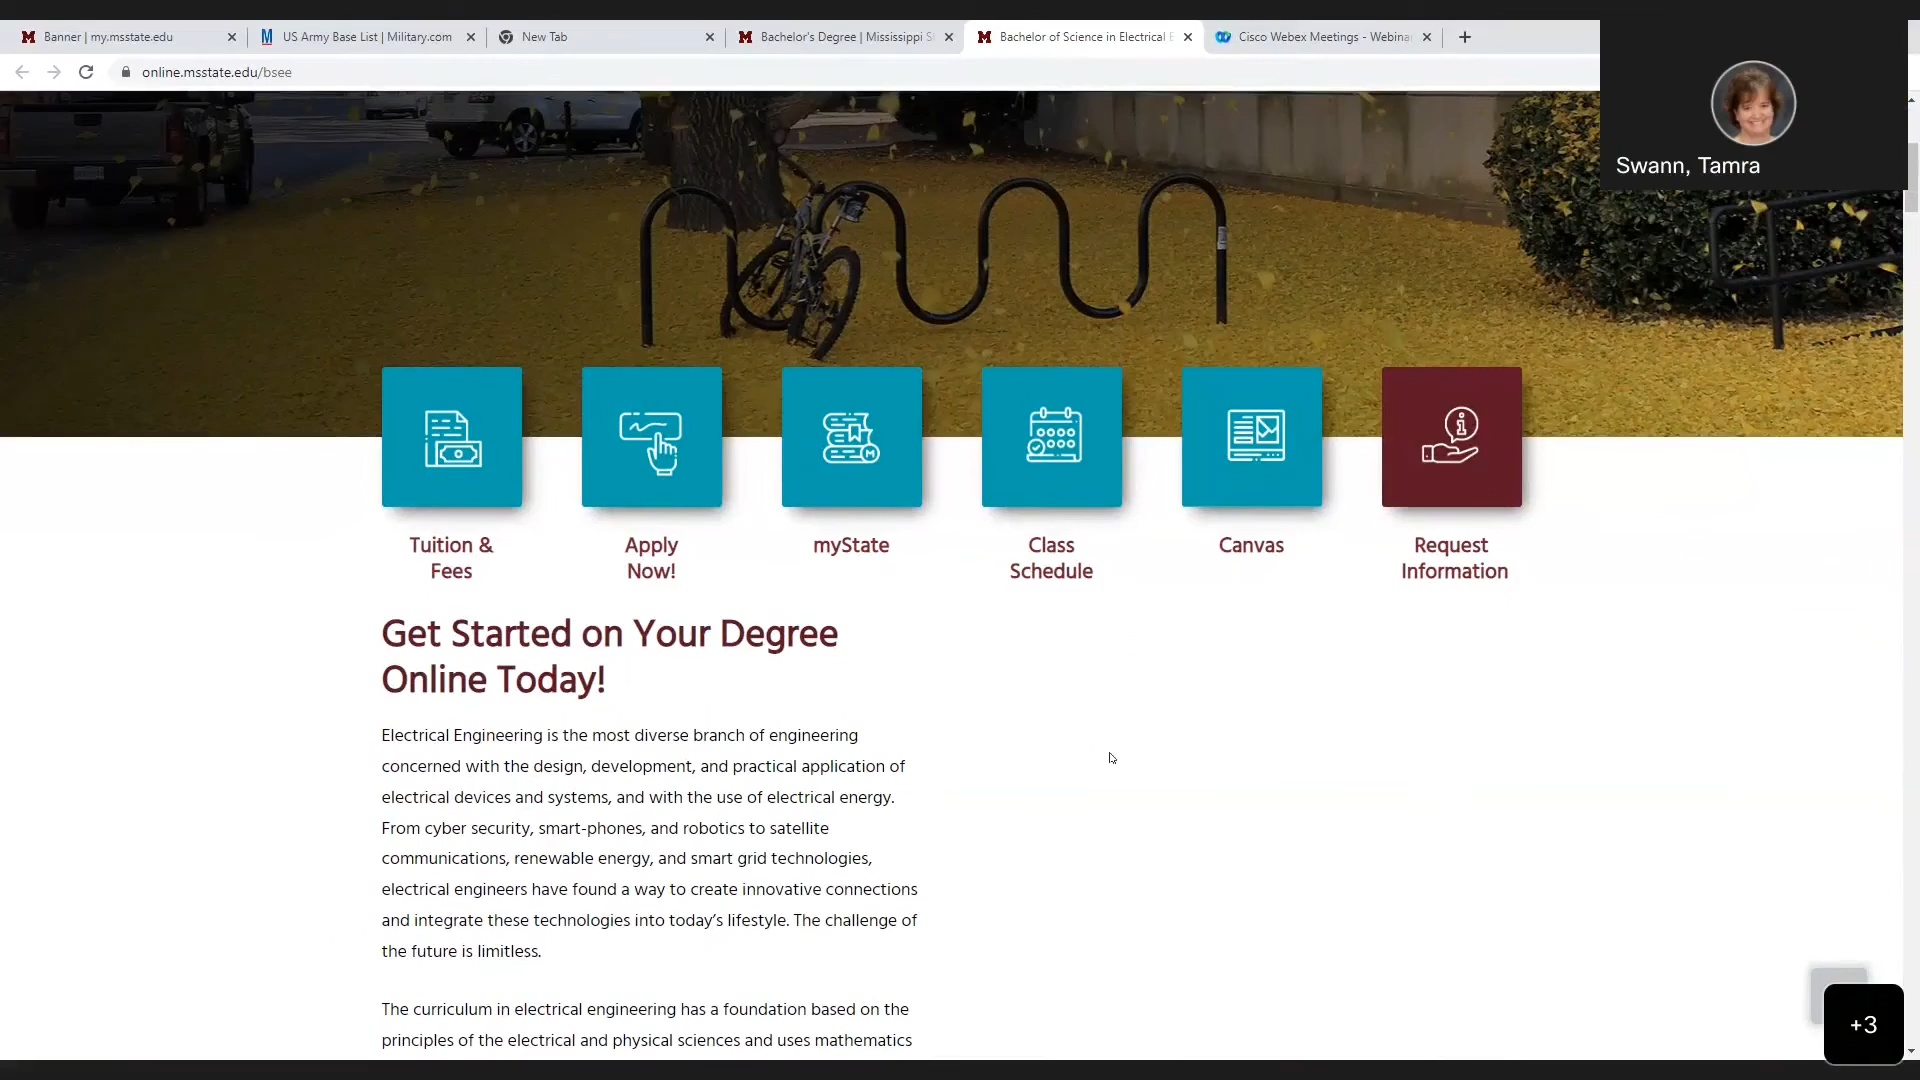 Banner | my.msstate.edu
US Army Base List | Military.com
New Tab
Bachelor's Degree | Mississippi S
Bachelor of Science in Electrical E
Cisco Webex Meetings - Webinar
online.msstate.edu/bsee
Swann, Tamra
Tuition &
Fees
Apply
Now!
myState
Class
Schedule
Canvas
Request
Information
Get Started on Your Degree
Online Today!
Electrical Engineering is the most diverse branch of engineering
concerned with the design, development, and practical application of
electrical devices and systems, and with the use of electrical energy.
From cyber security, smart-phones, and robotics to satellite
communications, renewable energy, and smart grid technologies,
electrical engineers have found a way to create innovative connections
and integrate these technologies into today's lifestyle. The challenge of
the future is limitless.
The curriculum in electrical engineering has a foundation based on the
principles of the electrical and physical sciences and uses mathematics
+3